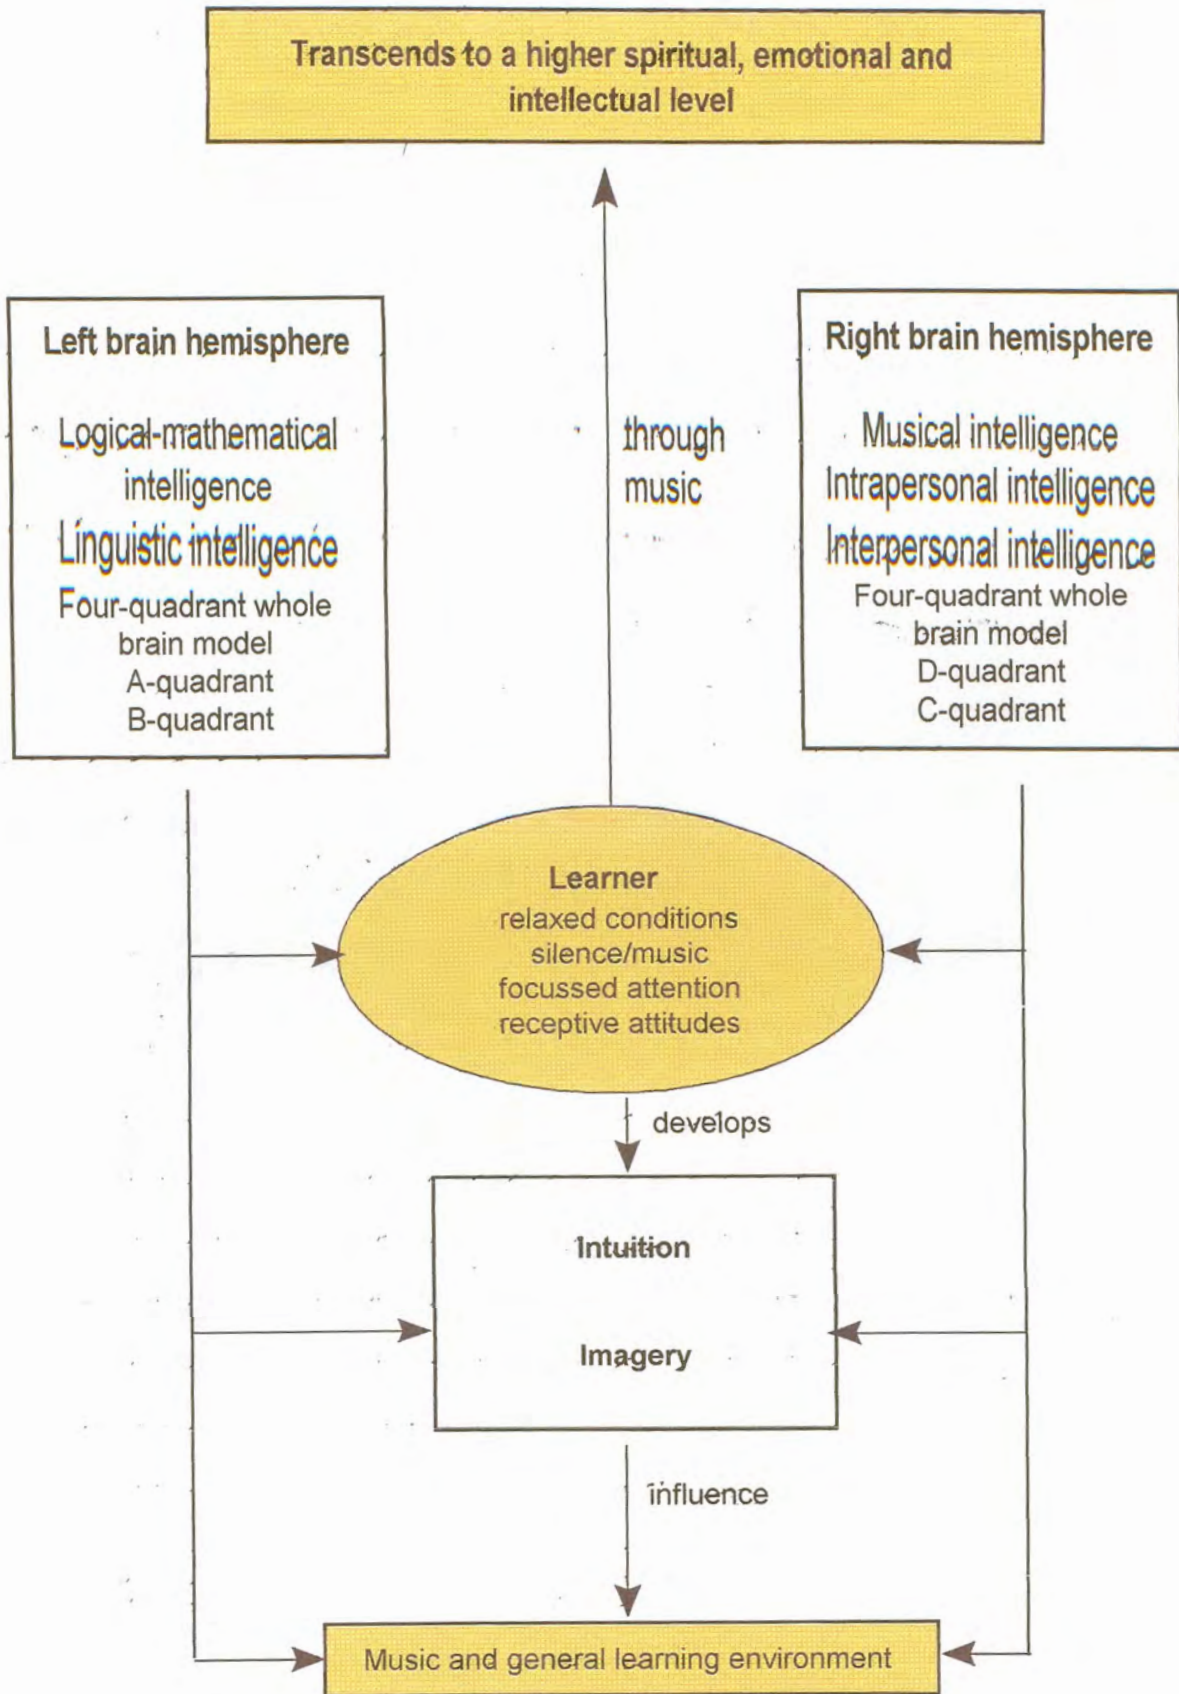 Transcends to a higher spiritual, emotional and
intellectual level
Left brain hemisphere
Logical-mathematical
intelligence
Linguistic intelligence
Four-quadrant whole
brain model
A-quadrant
B-quadrant
through
music
Right brain hemisphere
Musical intelligence
Intrapersonal intelligence
Interpersonal intelligence
Four-quadrant whole
brain model
D-quadrant
C-quadrant
Learner
relaxed conditions
silence/music
focussed attention
receptive attitudes
develops
Intuition
Imagery
influence
Music and general learning environment